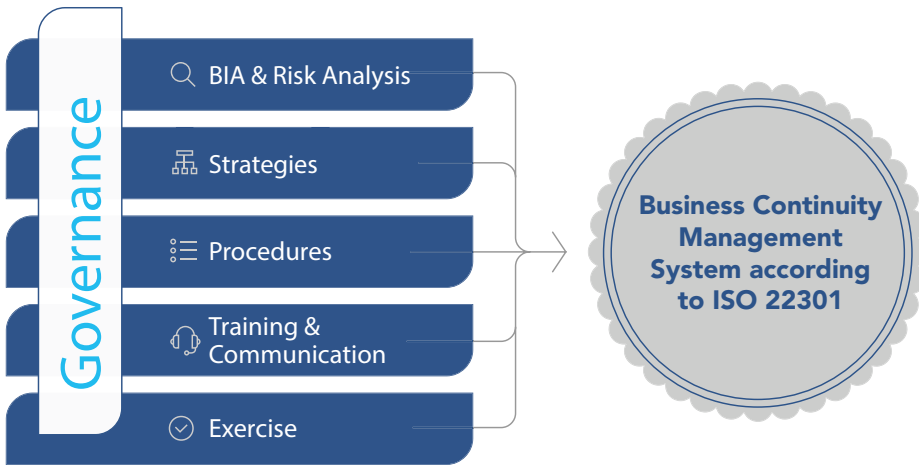 Governance
BIA & Risk Analysis
Strategies
Procedures
Training &
Communication
Exercise
Business Continuity
Management
System according
to ISO 22301